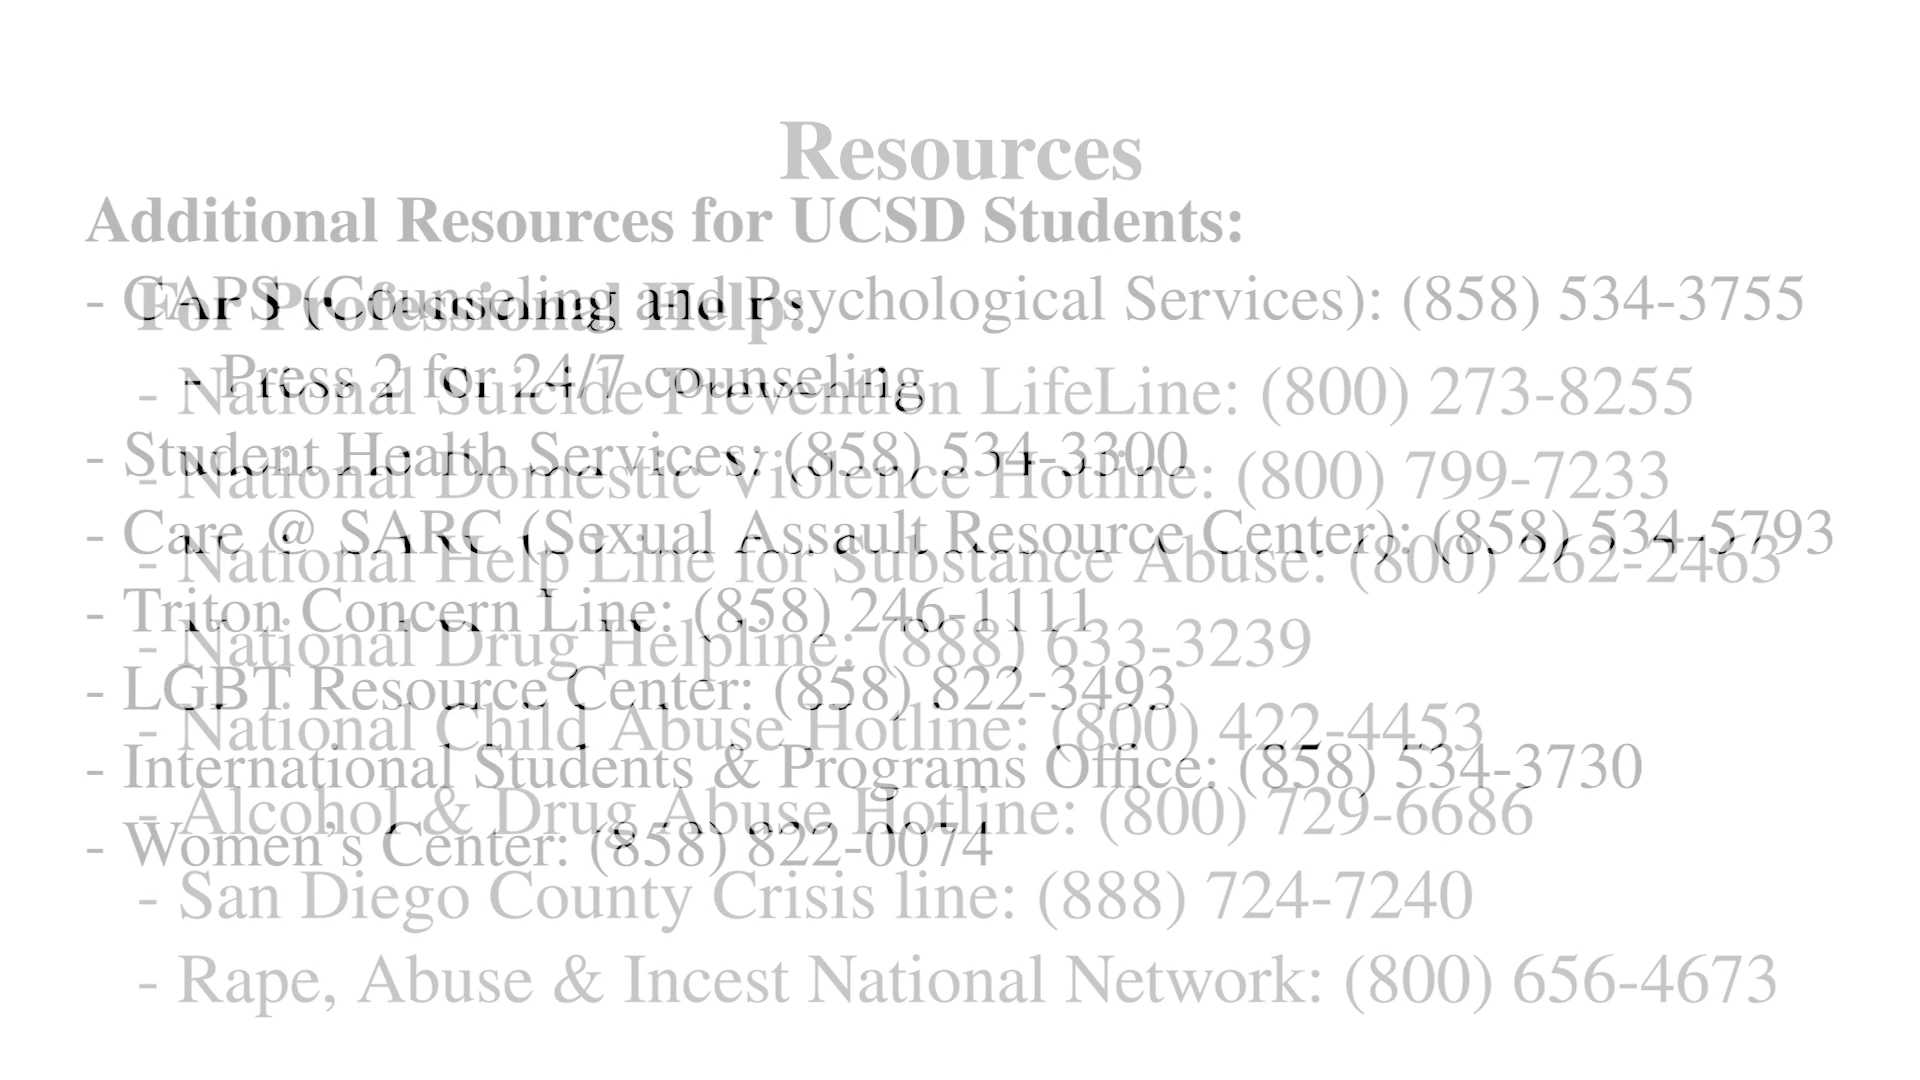 Resources
For Professional Help:
- National Suicide Prevention LifeLine: (800) 273-8255
- National Domestic Violence Hotline: (800) 799-7233
- National Help Line for Substance Abuse: (800) 262-2463
- National Drug Helpline: (888) 633-3239
- National Child Abuse Hotline: (800) 422-4453
- Alcohol & Drug Abuse Hotline: (800) 729-6686
- San Diego County Crisis line: (888) 724-7240
- Rape, Abuse & Incest National Network: (800) 656-4673
Additional Resources for UCSD Students:
- CAPS (Counseling and Psychological Services): (858) 534-3755
- Press 2 for 24/7 counseling
- Student Health Services: (858) 534-3300
- Care @ SARC (Sexual Assault Resource Center): (858) 534-5793
- Triton Concern Line: (858) 246-1111
- LGBT Resource Center: (858) 822-3493
- International Students & Programs Office: (858) 534-3730
- Women’s Center: (858) 822-0074